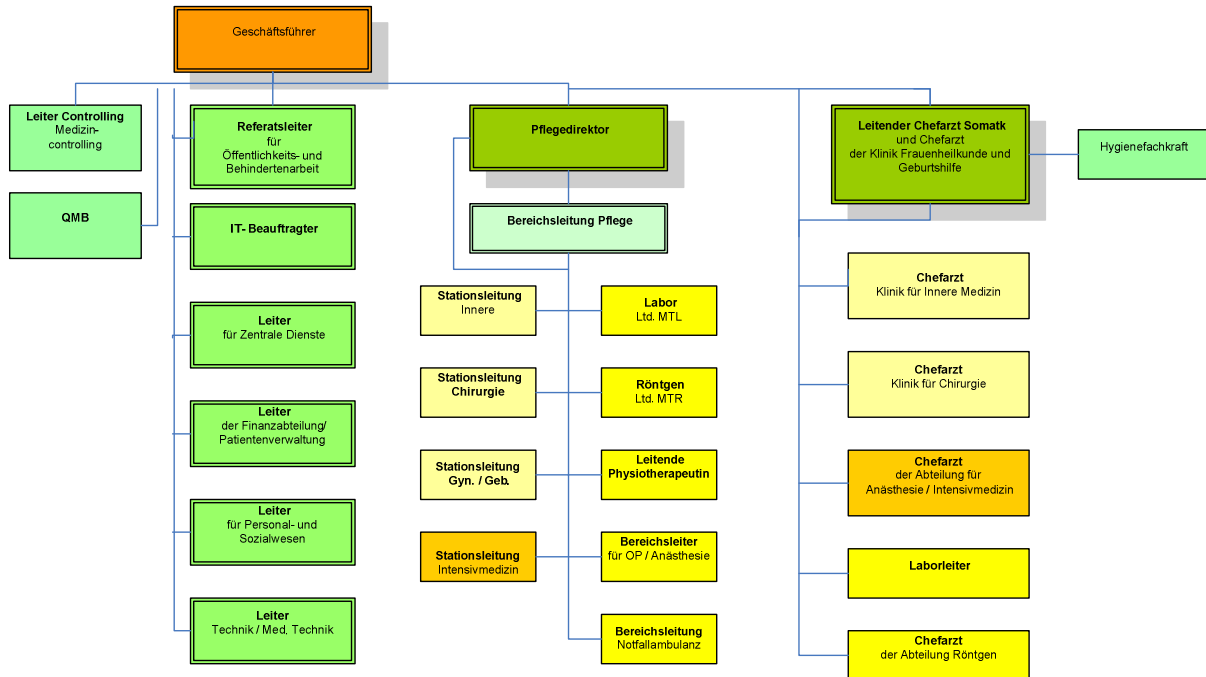 Geschäftsführer
Leiter Controlling
Medizin-
controlling
QMB
Referatsleiter
für
Öffentlichkeits- und
Behindertenarbeit
IT- Beauftragter
Leiter
für Zentrale Dienste
Leiter
der Finanzabteilung/
Patientenverwaltung
Leiter
für Personal- und
Sozialwesen
Leiter
Technik / Med. Technik
Pflegedirektor
Bereichsleitung Pflege
Stationsleitung
Innere
Labor
Ltd. MTL
Stationsleitung
Chirurgie
Röntgen
Ltd. MTR
Stationsleitung
Gyn. / Geb.
Leitende
Physiotherapeutin
Stationsleitung
Intensivmedizin
Bereichsleiter
für OP / Anästhesie
Bereichsleitung
Notfallambulanz
Leitender Chefarzt Somatk
und Chefarzt
der Klinik Frauenheilkunde und
Geburtshilfe
Hygienefachkraft
Chefarzt
Klinik für Innere Medizin
Chefarzt
Klinik für Chirurgie
Chefarzt
der Abteilung für
Anästhesie / Intensivmedizin
Laborleiter
Chefarzt
der Abteilung Röntgen